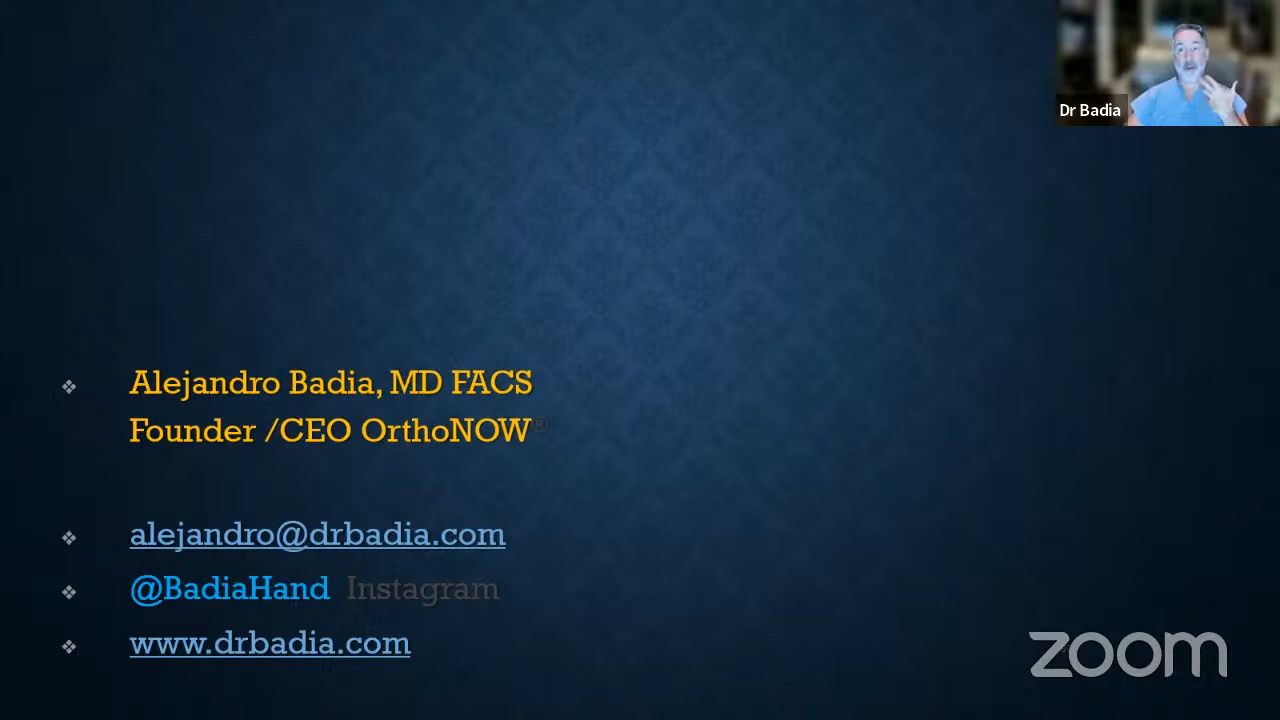 Dr Badia
Alejandro Badia, MD FACS
Founder /CEO OrthoNOW®
alejandro@drbadia.com
@BadiaHand Instagram
www.drbadia.com
zoom